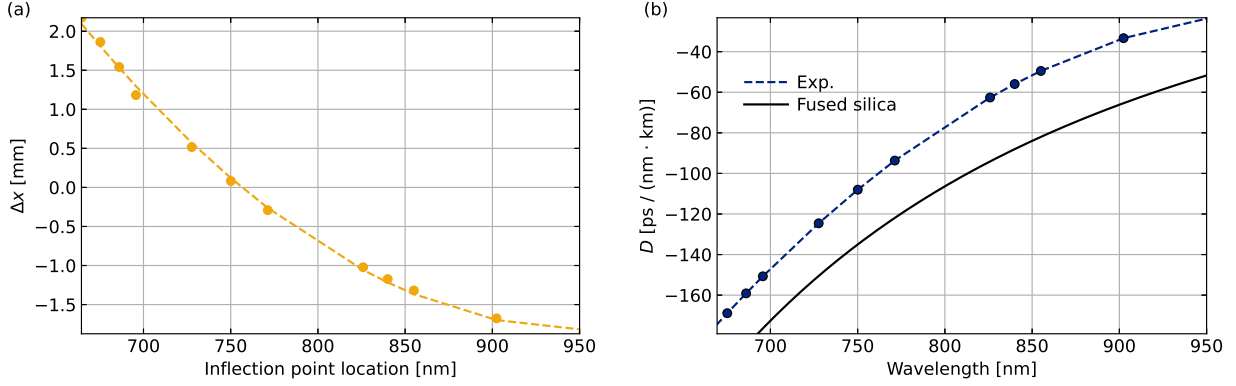 (a)
2.0
1.5
1.0
0.5
0.0
−0.5
−1.0
−1.5
Δx [mm]
700 750 800 850 900 950
Inflection point location [nm]
(b)
−40
−60
−80
−100
−120
−140
−160
D [ps / (nm · km)]
Exp.
Fused silica
700 750 800 850 900 950
Wavelength [nm]